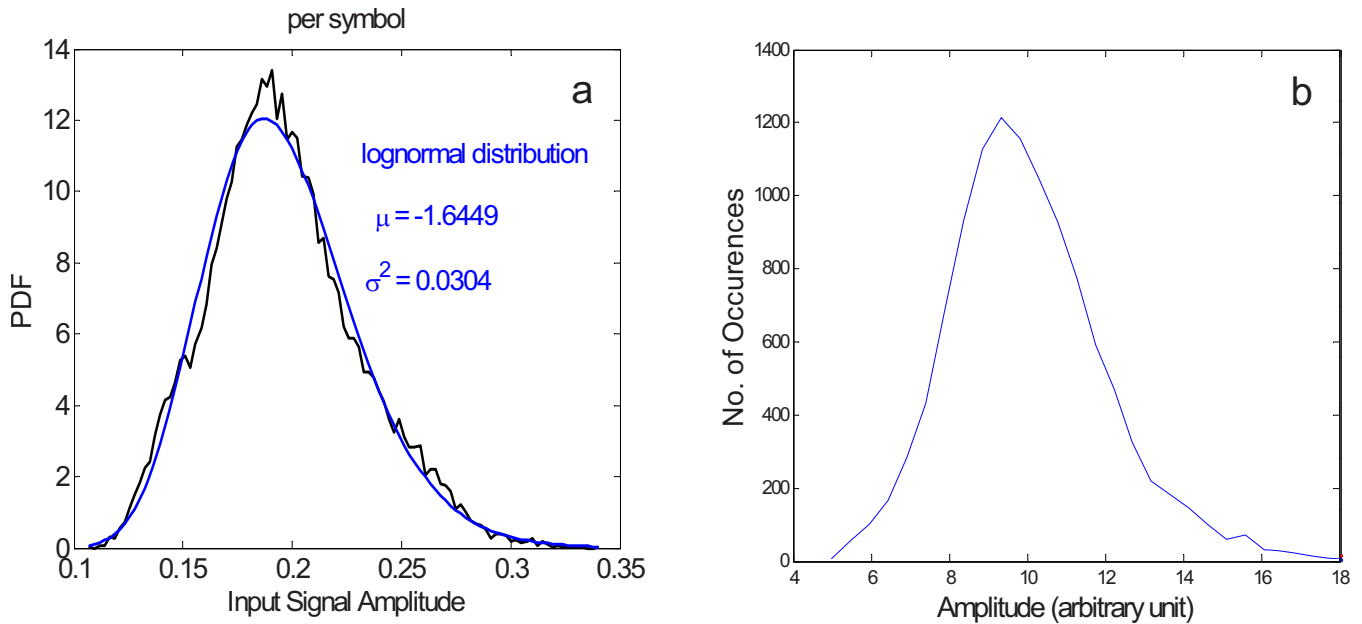 per symbol
a
14
12
10
8
6
4
2
0
PDF
lognormal distribution
μ = -1.6449
σ² = 0.0304
0.1 0.15 0.2 0.25 0.3 0.35
Input Signal Amplitude
b
1400
1200
1000
800
600
400
200
0
No. of Occurences
4 6 8 10 12 14 16 18
Amplitude (arbitrary unit)